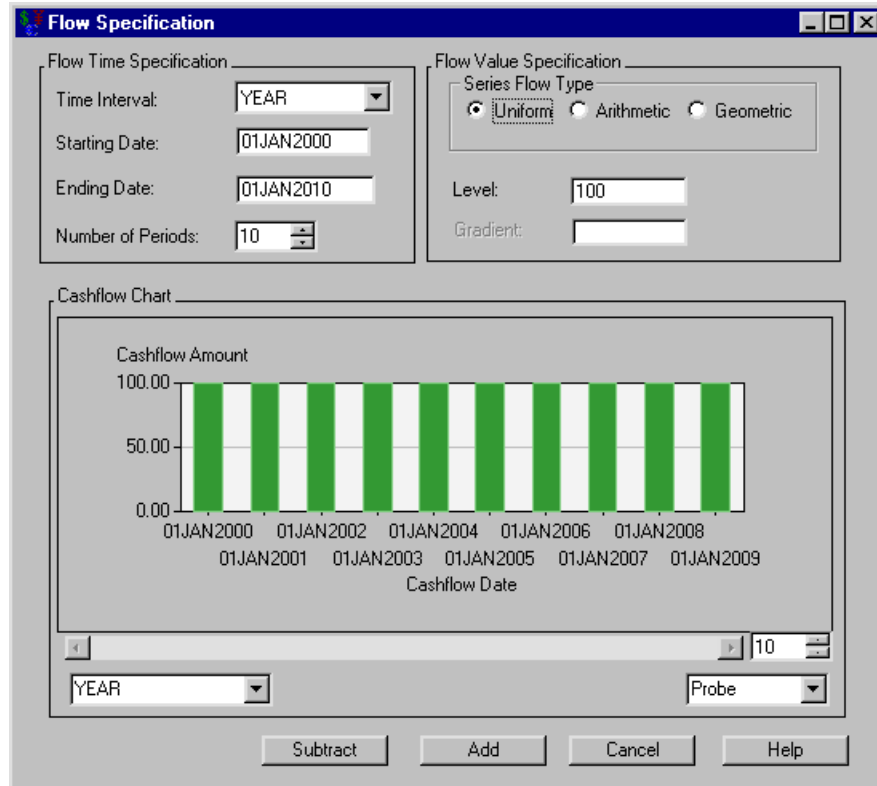 Flow Specification
Flow Time Specification
Time Interval: YEAR
Starting Date: 01JAN2000
Ending Date: 01JAN2010
Number of Periods: 10
Flow Value Specification
Series Flow Type
Uniform Arithmetic Geometric
Level: 100
Gradient:
Cashflow Chart
Cashflow Amount
100.00
50.00
0.00
01JAN2000 01JAN2002 01JAN2004 01JAN2006 01JAN2008
01JAN2001 01JAN2003 01JAN2005 01JAN2007 01JAN2009
Cashflow Date
10
YEAR Probe
Subtract Add Cancel Help